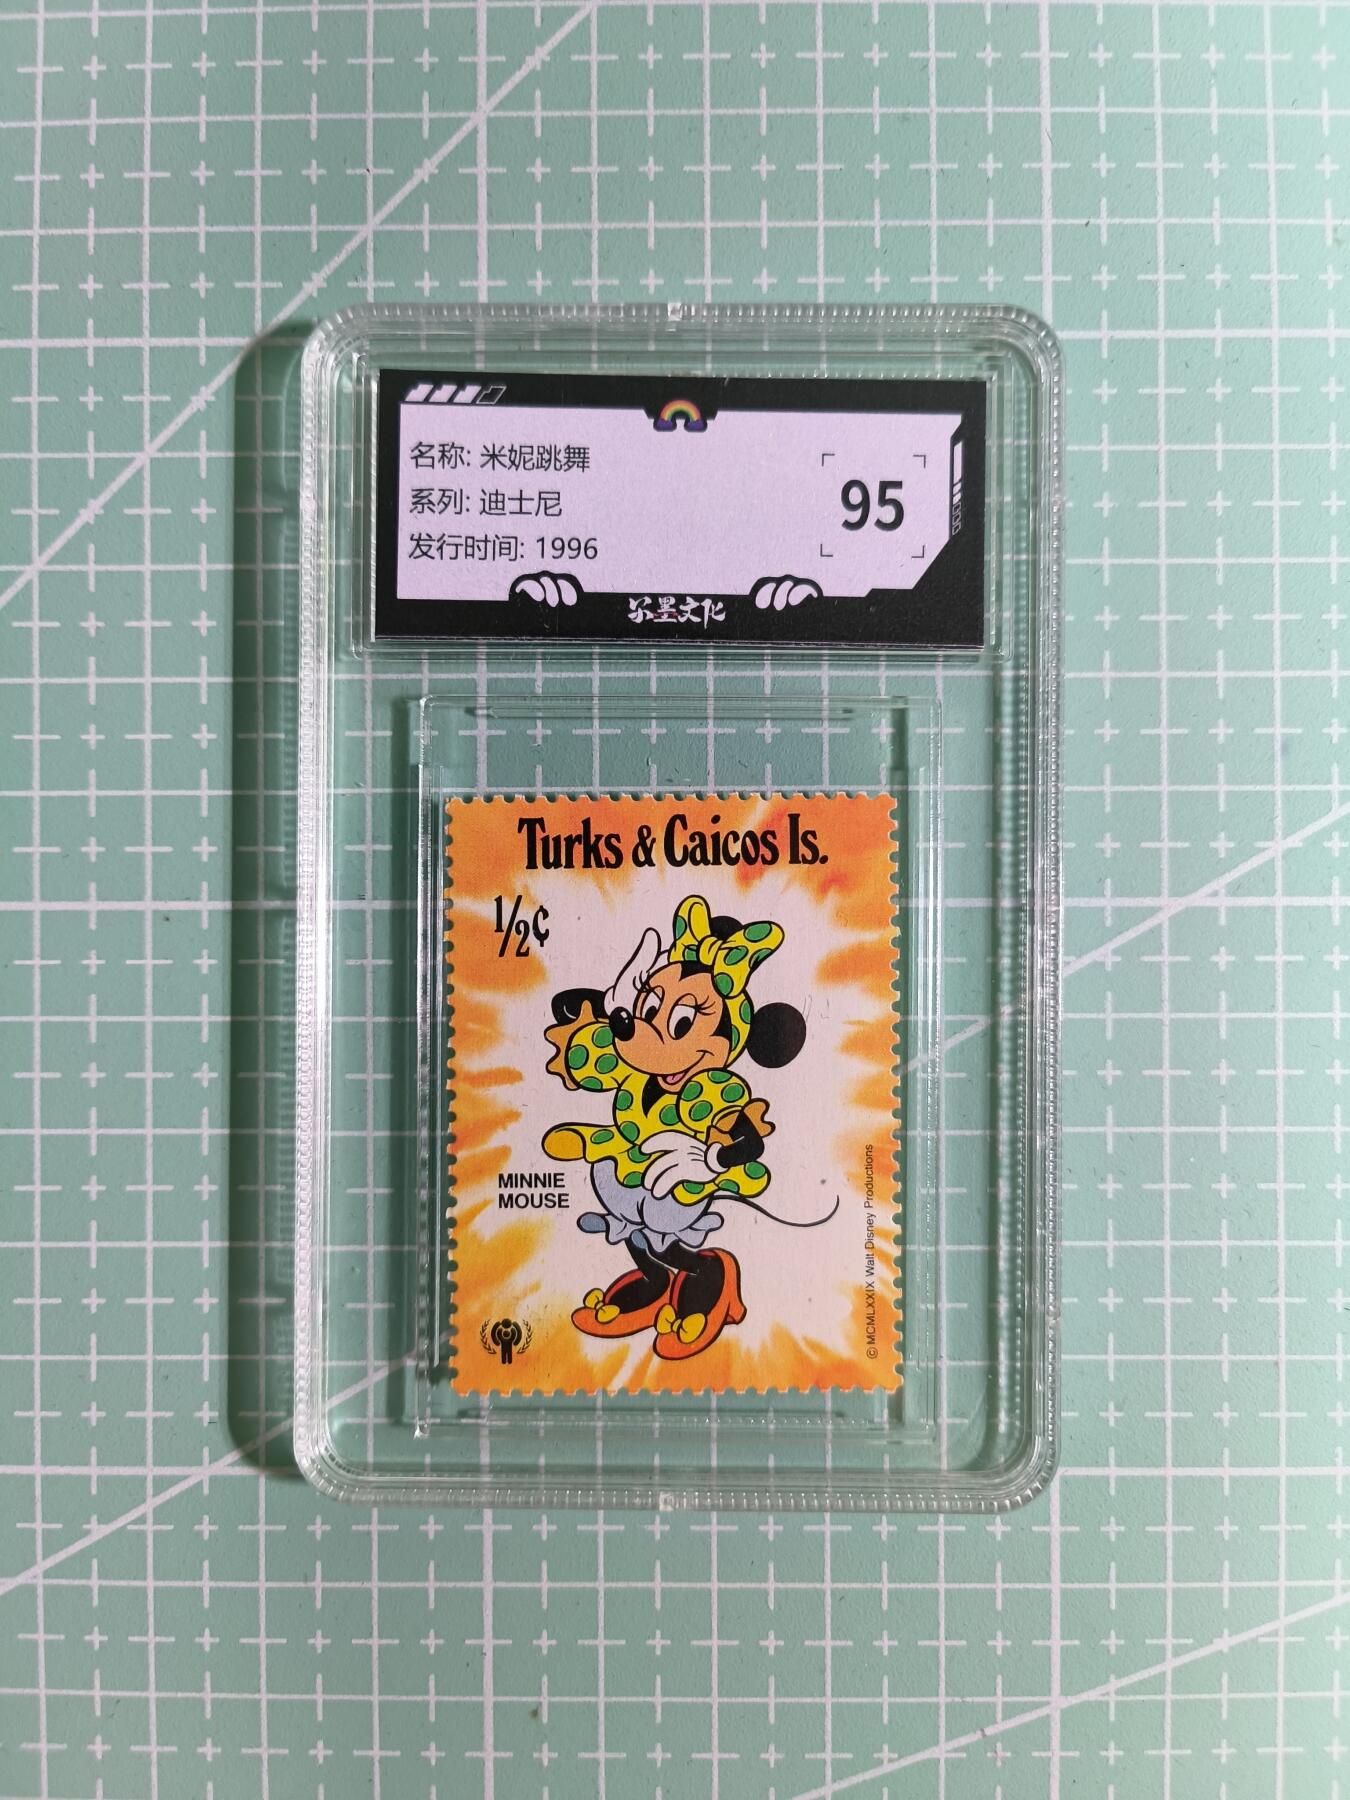 名称: 米妮跳舞
系列: 迪士尼
发行时间: 1996
95
尕墨文化
Turks & Caicos Is.
½¢
MINNIE
MOUSE
© MCMLXXIX Walt Disney Productions